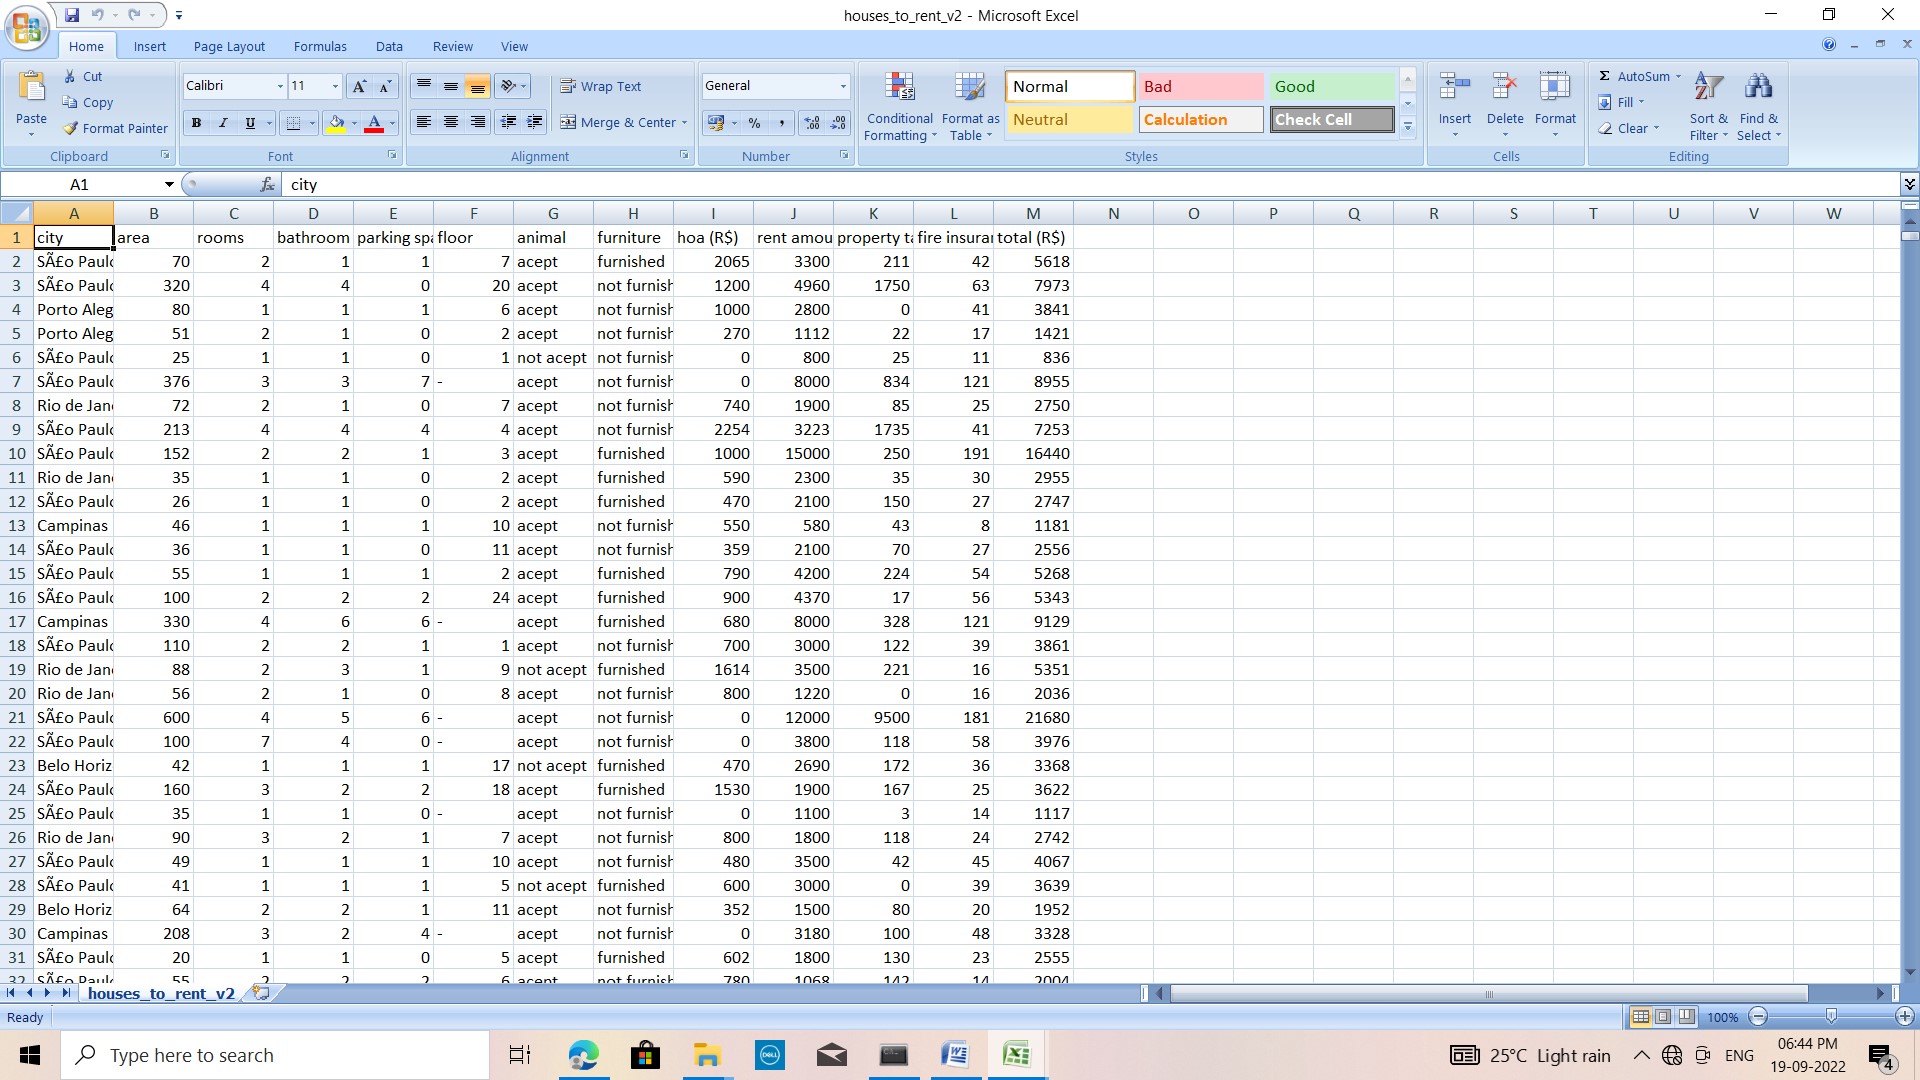 houses_to_rent_v2 - Microsoft Excel
Home Insert Page Layout Formulas Data Review View
Paste Cut Copy Format Painter Clipboard
Calibri 11 A A B I U A Font
Wrap Text Merge & Center Alignment
General % , .0 .00 .00 .0 Number
Conditional Formatting Format as Table Normal Bad Good Neutral Calculation Check Cell Styles
Insert Delete Format Cells
Σ AutoSum Fill Clear Sort & Filter Find & Select Editing
A1 fx city
A B C D E F G H I J K L M N O P Q R S T U V W
1 city area rooms bathroom parking spa floor animal furniture hoa (R$) rent amou property ta fire insurar total (R$)
2 SÃ£o Paulo 70 2 1 1 7 acept furnished 2065 3300 211 42 5618
3 SÃ£o Paulo 320 4 4 0 20 acept not furnish 1200 4960 1750 63 7973
4 Porto Aleg 80 1 1 1 6 acept not furnish 1000 2800 0 41 3841
5 Porto Aleg 51 2 1 0 2 acept not furnish 270 1112 22 17 1421
6 SÃ£o Paulo 25 1 1 0 1 not acept not furnish 0 800 25 11 836
7 SÃ£o Paulo 376 3 3 7 - acept not furnish 0 8000 834 121 8955
8 Rio de Jan 72 2 1 0 7 acept not furnish 740 1900 85 25 2750
9 SÃ£o Paulo 213 4 4 4 4 acept not furnish 2254 3223 1735 41 7253
10 SÃ£o Paulo 152 2 2 1 3 acept furnished 1000 15000 250 191 16440
11 Rio de Jan 35 1 1 0 2 acept furnished 590 2300 35 30 2955
12 SÃ£o Paulo 26 1 1 0 2 acept furnished 470 2100 150 27 2747
13 Campinas 46 1 1 1 10 acept not furnish 550 580 43 8 1181
14 SÃ£o Paulo 36 1 1 0 11 acept not furnish 359 2100 70 27 2556
15 SÃ£o Paulo 55 1 1 1 2 acept furnished 790 4200 224 54 5268
16 SÃ£o Paulo 100 2 2 2 24 acept furnished 900 4370 17 56 5343
17 Campinas 330 4 6 6 - acept furnished 680 8000 328 121 9129
18 SÃ£o Paulo 110 2 2 1 1 acept not furnish 700 3000 122 39 3861
19 Rio de Jan 88 2 3 1 9 not acept furnished 1614 3500 221 16 5351
20 Rio de Jan 56 2 1 0 8 acept not furnish 800 1220 0 16 2036
21 SÃ£o Paulo 600 4 5 6 - acept not furnish 0 12000 9500 181 21680
22 SÃ£o Paulo 100 7 4 0 - acept not furnish 0 3800 118 58 3976
23 Belo Horiz 42 1 1 1 17 not acept furnished 470 2690 172 36 3368
24 SÃ£o Paulo 160 3 2 2 18 acept furnished 1530 1900 167 25 3622
25 SÃ£o Paulo 35 1 1 0 - acept not furnish 0 1100 3 14 1117
26 Rio de Jan 90 3 2 1 7 acept not furnish 800 1800 118 24 2742
27 SÃ£o Paulo 49 1 1 1 10 acept not furnish 480 3500 42 45 4067
28 SÃ£o Paulo 41 1 1 1 5 not acept furnished 600 3000 0 39 3639
29 Belo Horiz 64 2 2 1 11 acept not furnish 352 1500 80 20 1952
30 Campinas 208 3 2 4 - acept not furnish 0 3180 100 48 3328
31 SÃ£o Paulo 20 1 1 0 5 acept furnished 602 1800 130 23 2555
32 SÃ£o Paulo 55 2 2 2 6 acept not furnish 780 1068 142 14 2004
houses_to_rent_v2
Ready 100%
Type here to search DELL 25°C Light rain ENG 06:44 PM
19-09-2022 4